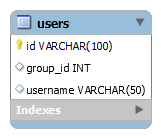 users
id VARCHAR(100)
group_id INT
username VARCHAR(50)
Indexes